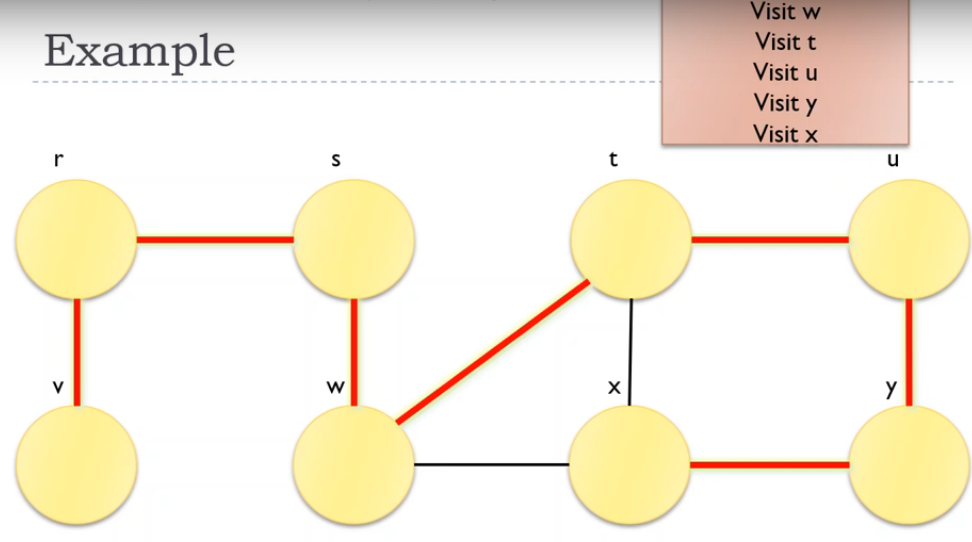 Visit w
Example
Visit t
Visit u
Visit y
Visit x
r
s
t
u
v
w
x
y